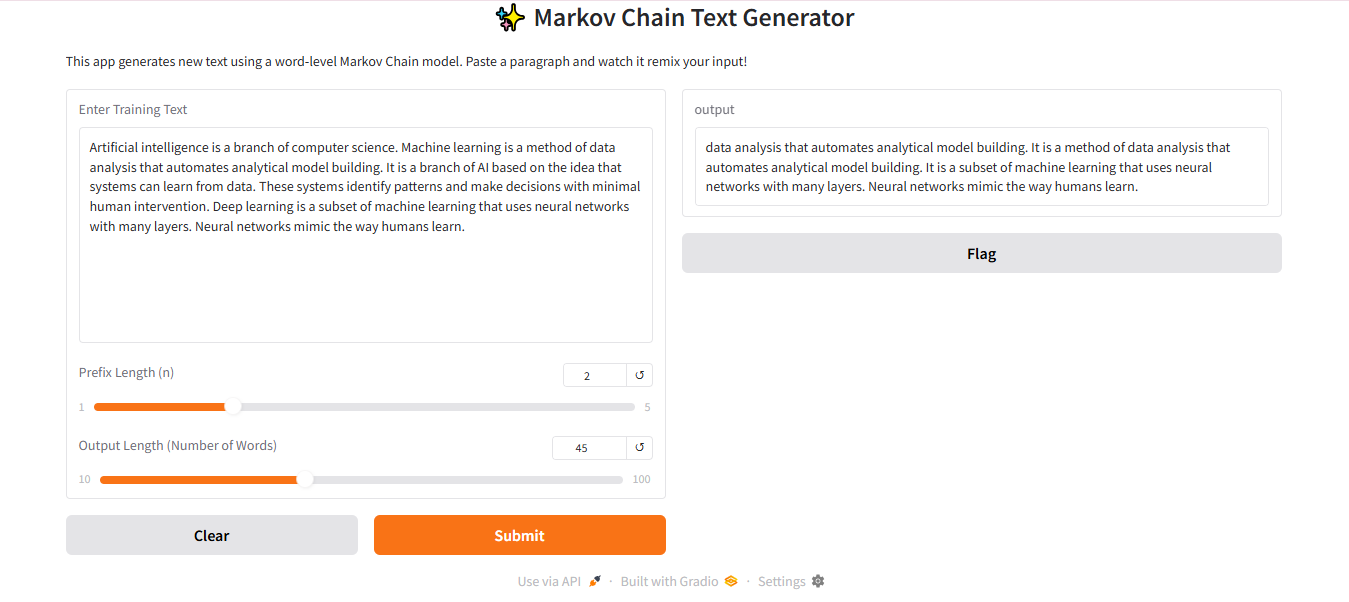 Markov Chain Text Generator
This app generates new text using a word-level Markov Chain model. Paste a paragraph and watch it remix your input!
Enter Training Text
Artificial intelligence is a branch of computer science. Machine learning is a method of data
analysis that automates analytical model building. It is a branch of AI based on the idea that
systems can learn from data. These systems identify patterns and make decisions with minimal
human intervention. Deep learning is a subset of machine learning that uses neural networks
with many layers. Neural networks mimic the way humans learn.
Prefix Length (n)
2
1
5
Output Length (Number of Words)
45
10
100
Clear
Submit
output
data analysis that automates analytical model building. It is a method of data analysis that
automates analytical model building. It is a subset of machine learning that uses neural
networks with many layers. Neural networks mimic the way humans learn.
Flag
Use via API · Built with Gradio · Settings